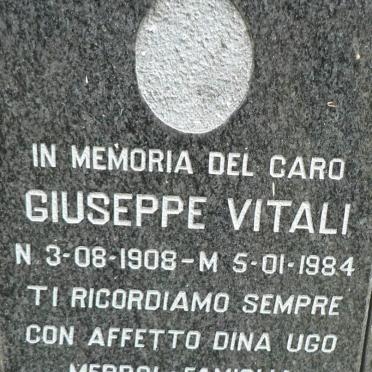 IN MEMORIA DEL CARO
GIUSEPPE VITALI
N 3-08-1908-M 5-01-1984
TI RICORDIAMO SEMPRE
CON AFFETTO DINA UGO